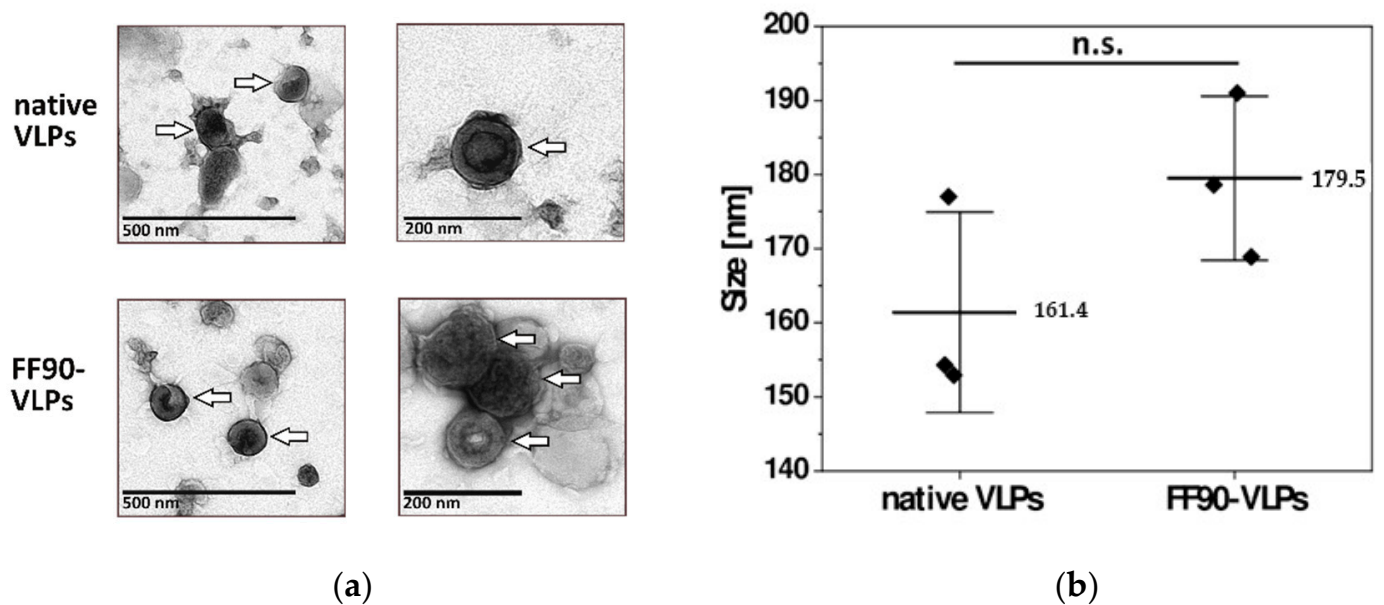 native
VLPs
500 nm
200 nm
FF90-
VLPs
500 nm
200 nm
(a)
200
190
180
170
160
150
140
Size [nm]
n.s.
161.4
179.5
native VLPs
FF90-VLPs
(b)